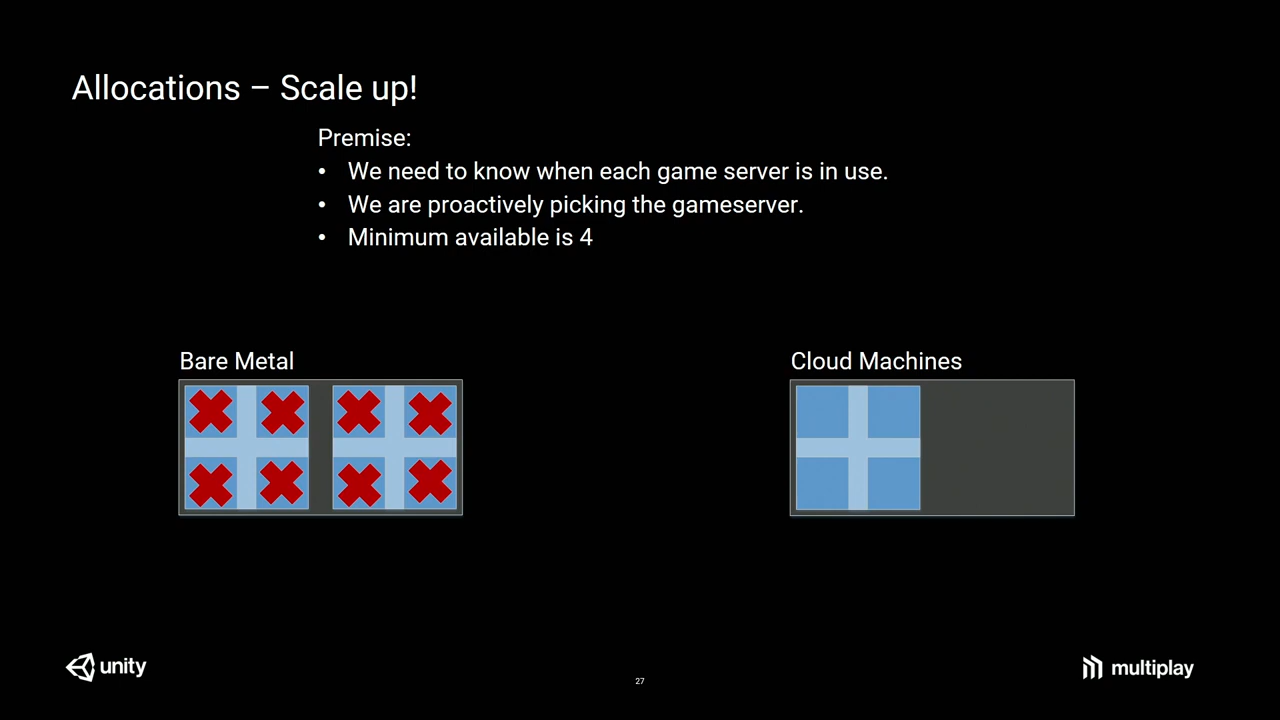 Allocations – Scale up!
Premise:
• We need to know when each game server is in use.
• We are proactively picking the gameserver.
• Minimum available is 4
Bare Metal
Cloud Machines
unity
27
multiplay